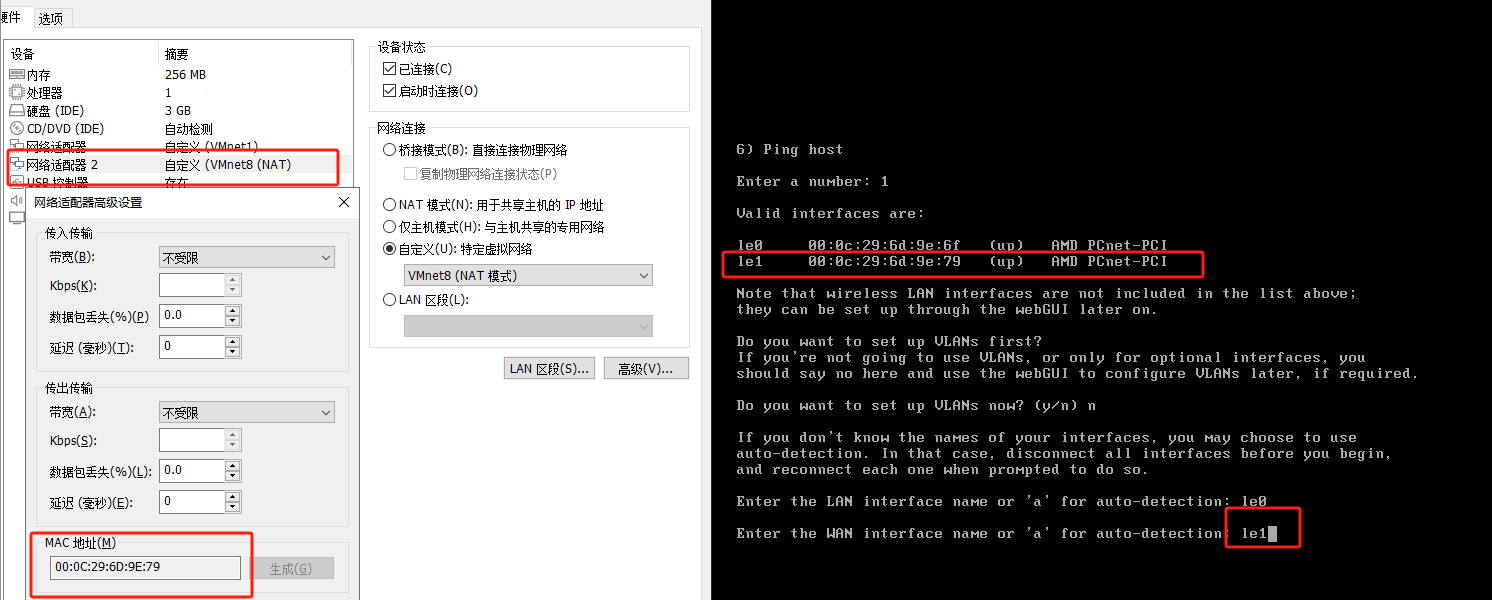 硬件 选项
设备 摘要
内存 256 MB
处理器 1
硬盘 (IDE) 3 GB
CD/DVD (IDE) 自动检测
网络适配器 自定义 (VMnet1)
网络适配器 2 自定义 (VMnet8 (NAT)
USB 控制器 存在
网络适配器高级设置
传入传输
带宽(B): 不受限
Kbps(K):
数据包丢失(%)(P) 0.0
延迟 (毫秒)(T): 0
传出传输
带宽(A): 不受限
Kbps(S):
数据包丢失(%)(L): 0.0
延迟 (毫秒)(E): 0
MAC 地址(M)
00:0C:29:6D:9E:79 生成(G)
设备状态
已连接(C)
启动时连接(O)
网络连接
桥接模式(B): 直接连接物理网络
复制物理网络连接状态(P)
NAT 模式(N): 用于共享主机的 IP 地址
仅主机模式(H): 与主机共享的专用网络
自定义(U): 特定虚拟网络
VMnet8 (NAT 模式)
LAN 区段(L):
LAN 区段(S)... 高级(V)...
6) Ping host
Enter a number: 1
Valid interfaces are:
le0 00:0c:29:6d:9e:6f (up) AMD PCnet-PCI
le1 00:0c:29:6d:9e:79 (up) AMD PCnet-PCI
Note that wireless LAN interfaces are not included in the list above;
they can be set up through the webGUI later on.
Do you want to set up VLANs first?
If you're not going to use VLANs, or only for optional interfaces, you
should say no here and use the webGUI to configure VLANs later, if required.
Do you want to set up VLANs now? (y/n) n
If you don't know the names of your interfaces, you may choose to use
auto-detection. In that case, disconnect all interfaces before you begin,
and reconnect each one when prompted to do so.
Enter the LAN interface name or 'a' for auto-detection: le0
Enter the WAN interface name or 'a' for auto-detection: le1